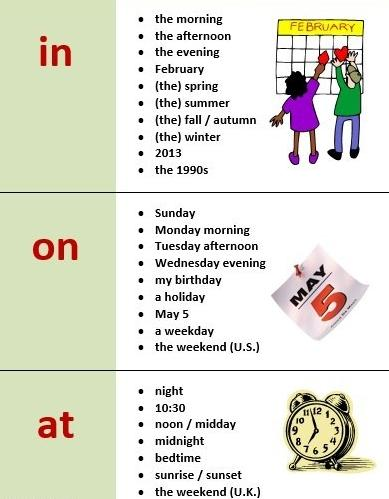 in
• the morning
• the afternoon
• the evening
• February
• (the) spring
• (the) summer
• (the) fall / autumn
• (the) winter
• 2013
• the 1990s
FEBRUARY
on
• Sunday
• Monday morning
• Tuesday afternoon
• Wednesday evening
• my birthday
• a holiday
• May 5
• a weekday
• the weekend (U.S.)
MAY
5
at
• night
• 10:30
• noon / midday
• midnight
• bedtime
• sunrise / sunset
• the weekend (U.K.)